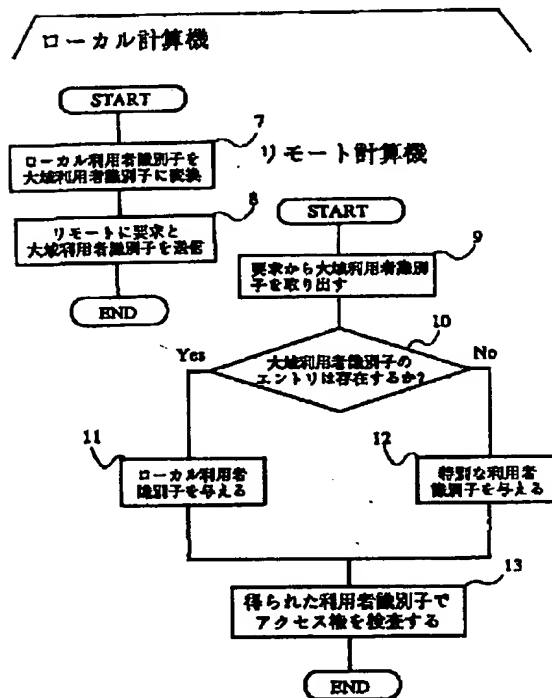 ローカル計算機
START
7
ローカル利用者識別子を
大域利用者識別子に変換
8
リモートに要求と
大域利用者識別子を送信
END
リモート計算機
START
9
要求から大域利用者識別
子を取り出す
10
大域利用者識別子の
エントリは存在するか?
Yes
No
11
ローカル利用者
識別子を与える
12
特別な利用者
識別子を与える
13
得られた利用者識別子で
アクセス権を検査する
END